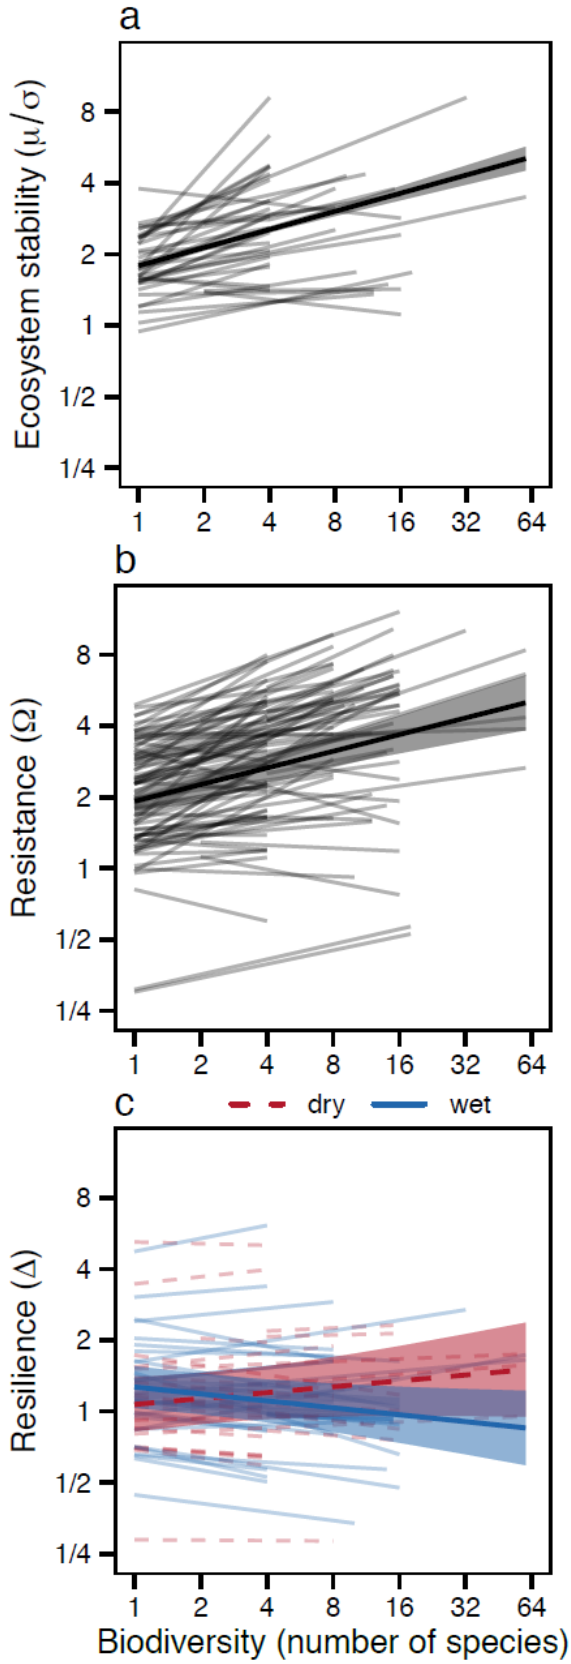 a
Ecosystem stability (μ/σ)
8
4
2
1
1/2
1/4
1 2 4 8 16 32 64
b
Resistance (Ω)
8
4
2
1
1/2
1/4
1 2 4 8 16 32 64
c
dry wet
Resilience (Δ)
8
4
2
1
1/2
1/4
1 2 4 8 16 32 64
Biodiversity (number of species)